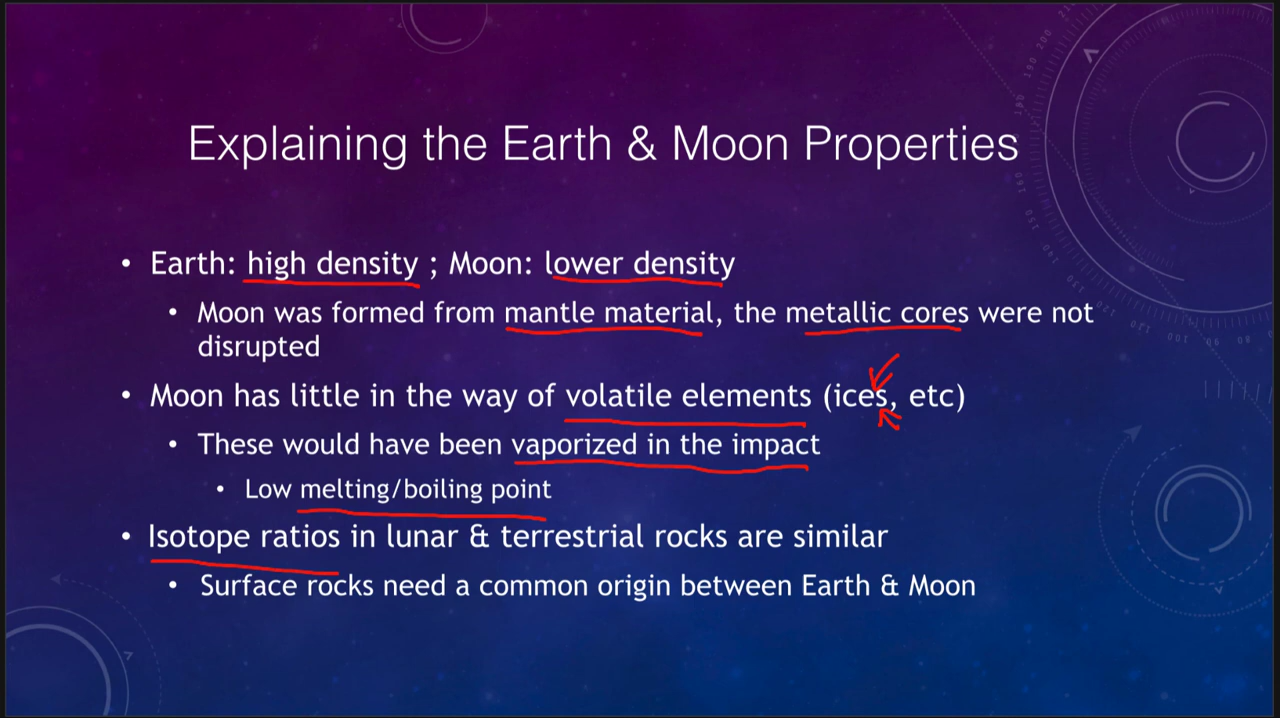 Explaining the Earth & Moon Properties
• Earth: high density ; Moon: lower density
• Moon was formed from mantle material, the metallic cores were not
disrupted
• Moon has little in the way of volatile elements (ices, etc)
• These would have been vaporized in the impact
• Low melting/boiling point
• Isotope ratios in lunar & terrestrial rocks are similar
• Surface rocks need a common origin between Earth & Moon